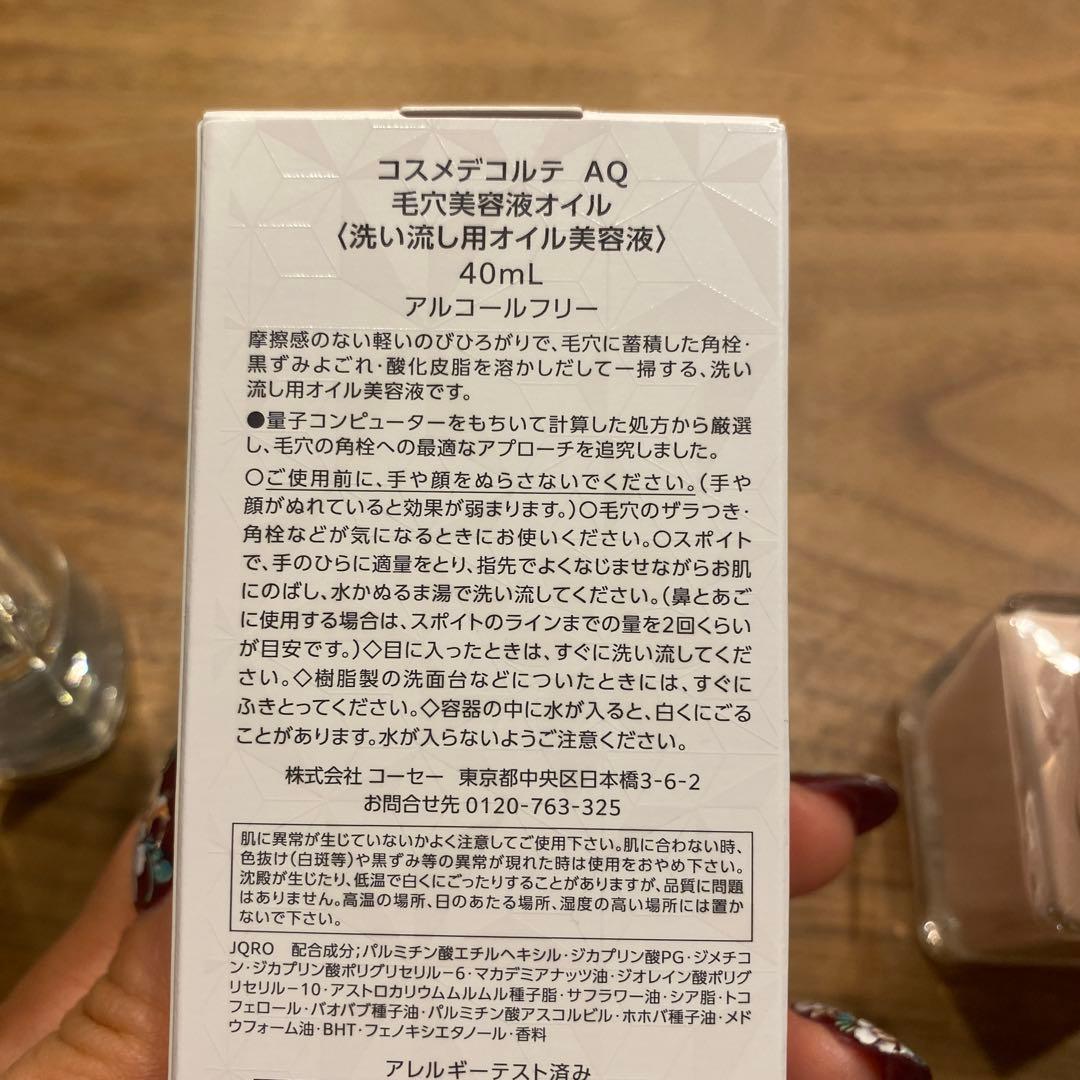 コスメデコルテ AQ
毛穴美容液オイル
〈洗い流し用オイル美容液〉
40mL
アルコールフリー
摩擦感のない軽いのびひろがりで、毛穴に蓄積した角栓・
黒ずみよごれ・酸化皮脂を溶かしだして一掃する、洗い
流し用オイル美容液です。
●量子コンピューターをもちいて計算した処方から厳選
し、毛穴の角栓への最適なアプローチを追究しました。
○ご使用前に、手や顔をぬらさないでください。(手や
顔がぬれていると効果が弱まります。)○毛穴のザラつき・
角栓などが気になるときにお使いください。○スポイト
で、手のひらに適量をとり、指先でよくなじませながらお肌
にのばし、水かぬるま湯で洗い流してください。(鼻とあご
に使用する場合は、スポイトのラインまでの量を2回くらい
が目安です。)◇目に入ったときは、すぐに洗い流してくだ
さい。◇樹脂製の洗面台などについたときには、すぐに
ふきとってください。◇容器の中に水が入ると、白くにごる
ことがあります。水が入らないようご注意ください。
株式会社 コーセー 東京都中央区日本橋3-6-2
お問合せ先 0120-763-325
肌に異常が生じていないかよく注意してご使用下さい。肌に合わない時、
色抜け(白斑等)や黒ずみ等の異常が現れた時は使用をおやめ下さい。
沈殿が生じたり、低温で白くにごったりすることがありますが、品質に問題
はありません。高温の場所、日のあたる場所、湿度の高い場所には置か
ないで下さい。
JQRO 配合成分;パルミチン酸エチルヘキシル・ジカプリン酸PG・ジメチコ
ン・ジカプリン酸ポリグリセリル-6・マカデミアナッツ油・ジオレイン酸ポリグ
リセリル-10・アストロカリウムムルムル種子脂・サフラワー油・シア脂・トコ
フェロール・バオバブ種子油・パルミチン酸アスコルビル・ホホバ種子油・メド
ウフォーム油・BHT・フェノキシエタノール・香料
アレルギーテスト済み